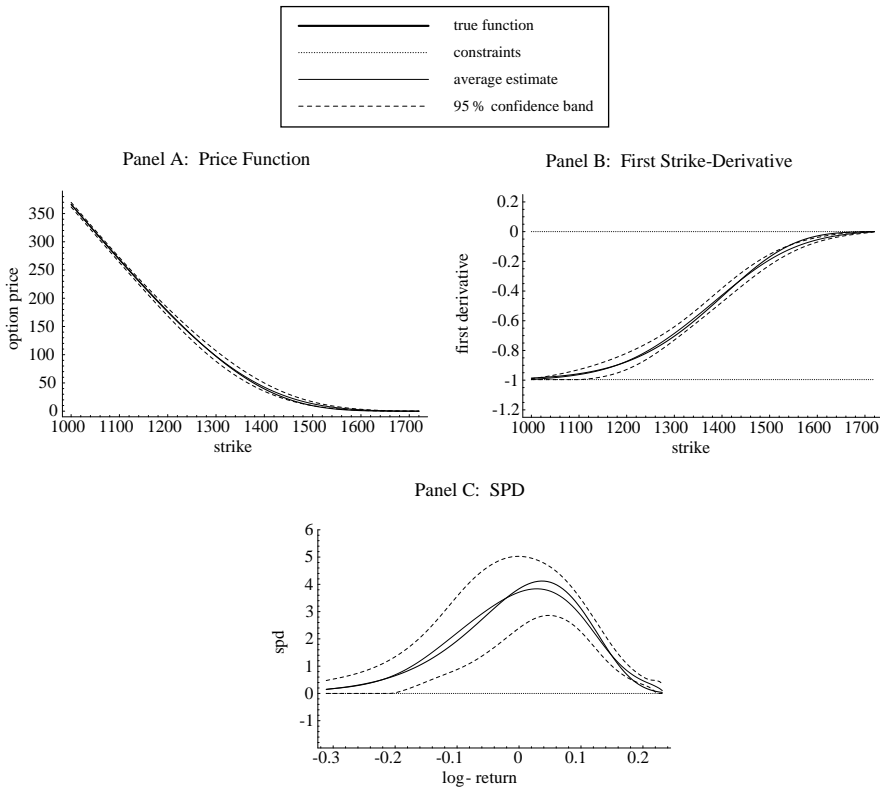 true function
constraints
average estimate
95 % confidence band
Panel A: Price Function
350
300
250
200
150
100
50
0
option price
1000 1100 1200 1300 1400 1500 1600 1700
strike
Panel B: First Strike-Derivative
0.2
0
-0.2
-0.4
-0.6
-0.8
-1
-1.2
first derivative
1000 1100 1200 1300 1400 1500 1600 1700
strike
Panel C: SPD
6
5
4
3
2
1
0
-1
spd
-0.3 -0.2 -0.1 0 0.1 0.2
log- return